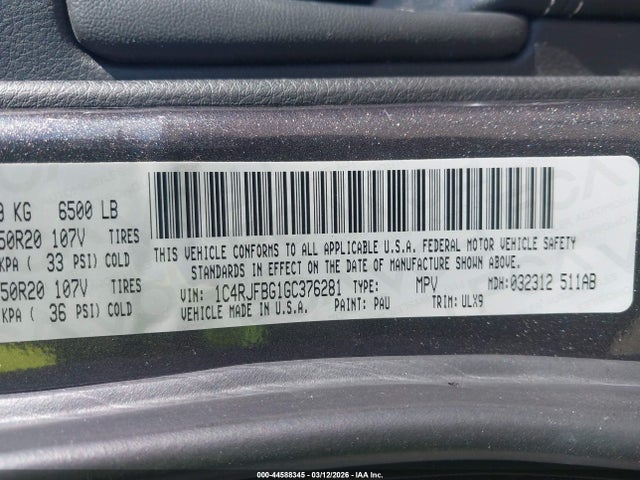 0 KG 6500 LB
50R20 107V TIRES
KPA ( 33 PSI) COLD
50R20 107V TIRES
KPA ( 36 PSI) COLD
THIS VEHICLE CONFORMS TO ALL APPLICABLE U.S.A. FEDERAL MOTOR VEHICLE SAFETY
STANDARDS IN EFFECT ON THE DATE OF MANUFACTURE SHOWN ABOVE.
VIN: 1C4RJFBG1GC376281 TYPE: MPV MDH: 032312 511AB
VEHICLE MADE IN U.S.A. PAINT: PAU TRIM: ULX9
000-44588345 - 03/12/2026 - IAA Inc.